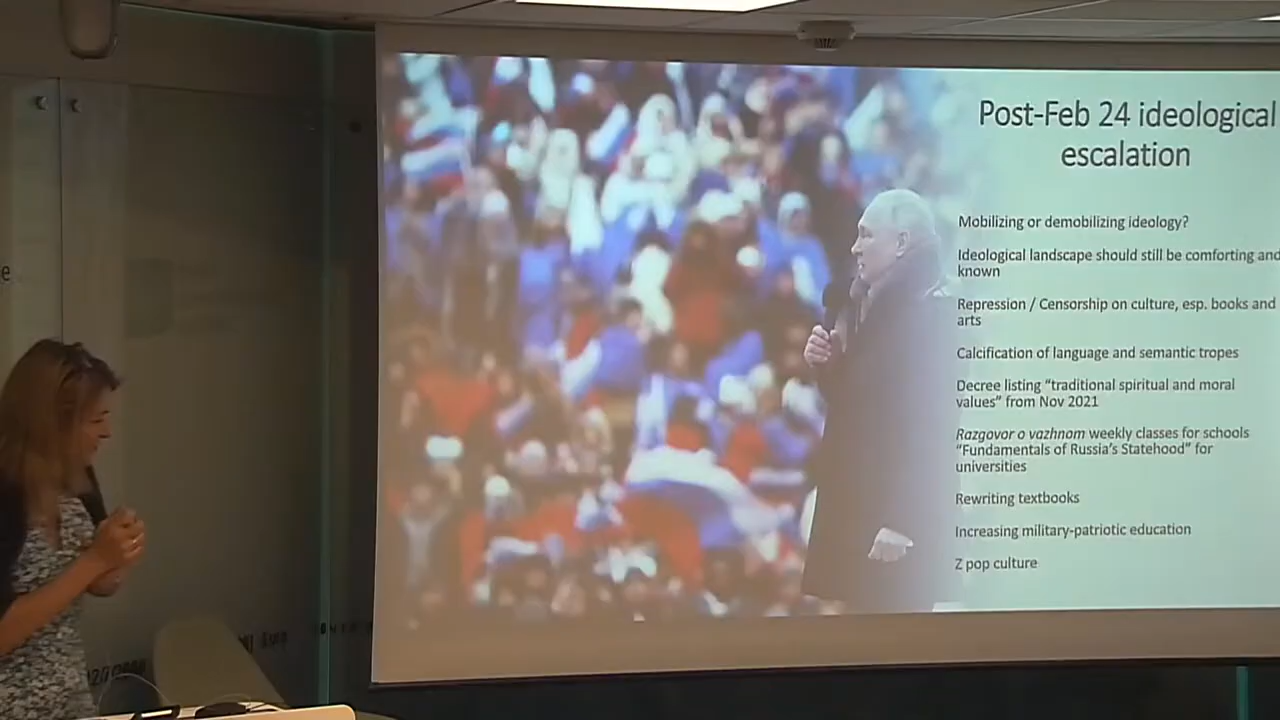 Post-Feb 24 ideological
escalation
Mobilizing or demobilizing ideology?
Ideological landscape should still be comforting and
known
Repression / Censorship on culture, esp. books and
arts
Calcification of language and semantic tropes
Decree listing “traditional spiritual and moral
values” from Nov 2021
Razgovor o vazhnom weekly classes for schools
“Fundamentals of Russia’s Statehood” for
universities
Rewriting textbooks
Increasing military-patriotic education
Z pop culture